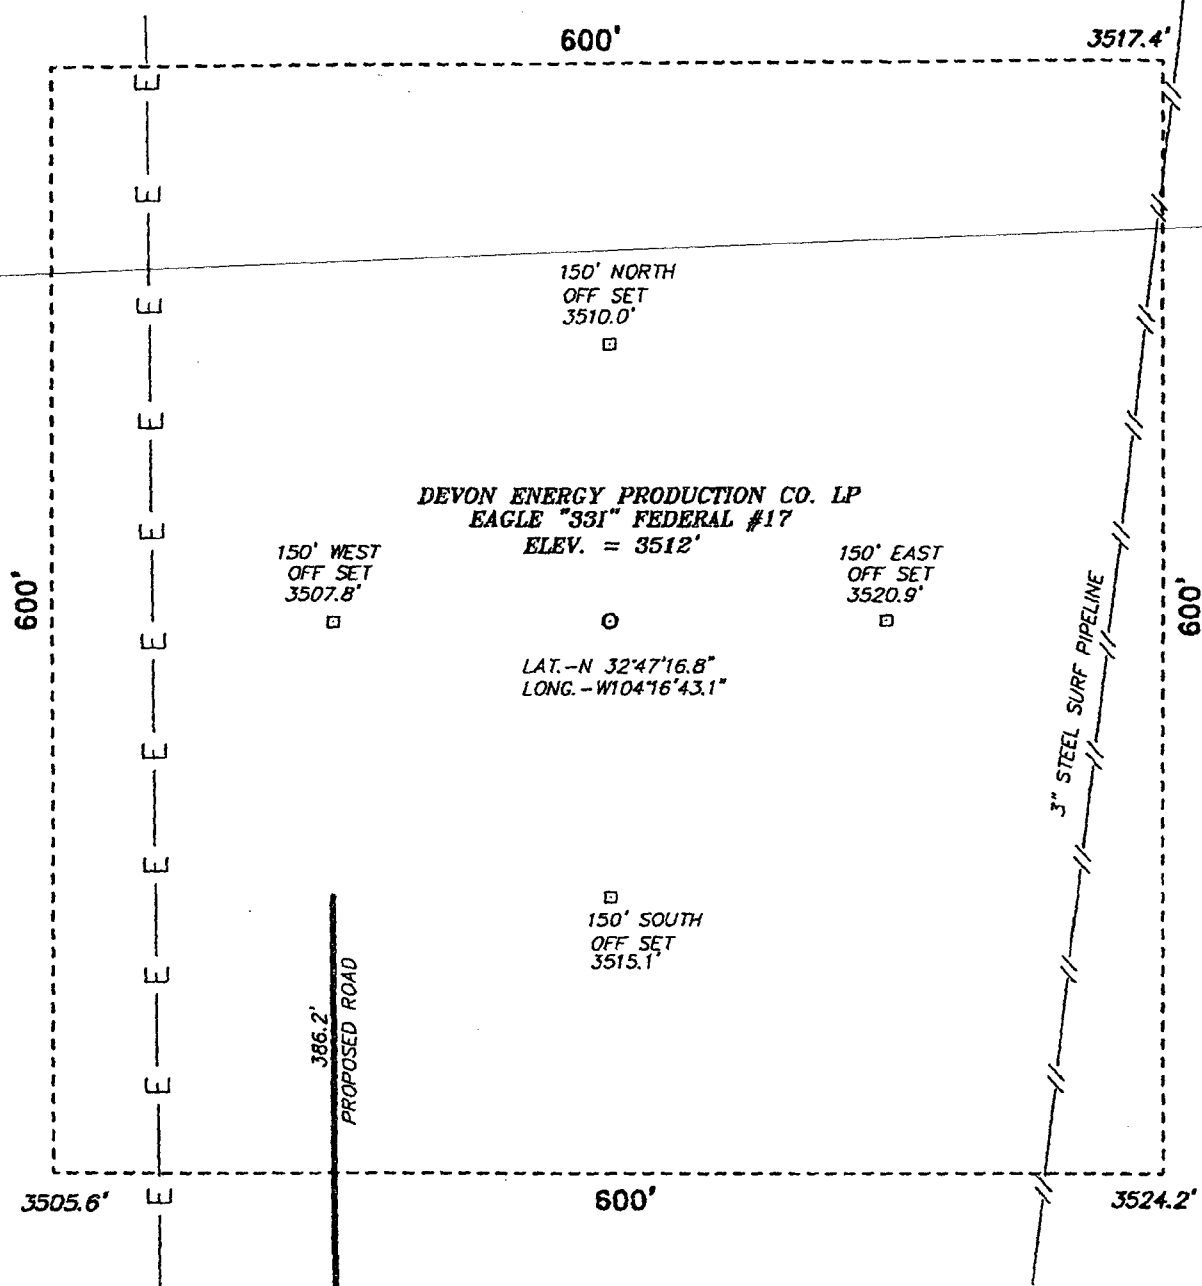 600'
3517.4'
E
E
150' NORTH
OFF SET
3510.0'
E
E
DEVON ENERGY PRODUCTION CO. LP
EAGLE "33I" FEDERAL #17
ELEV. = 3512'
E
150' WEST
OFF SET
3507.8'
150' EAST
OFF SET
3520.9'
600'
600'
E
LAT.-N 32°47'16.8"
LONG.-W104°16'43.1"
3" STEEL SURF PIPELINE
E
E
150' SOUTH
OFF SET
3515.1'
E
386.2'
PROPOSED ROAD
E
3505.6'
E
600'
3524.2'